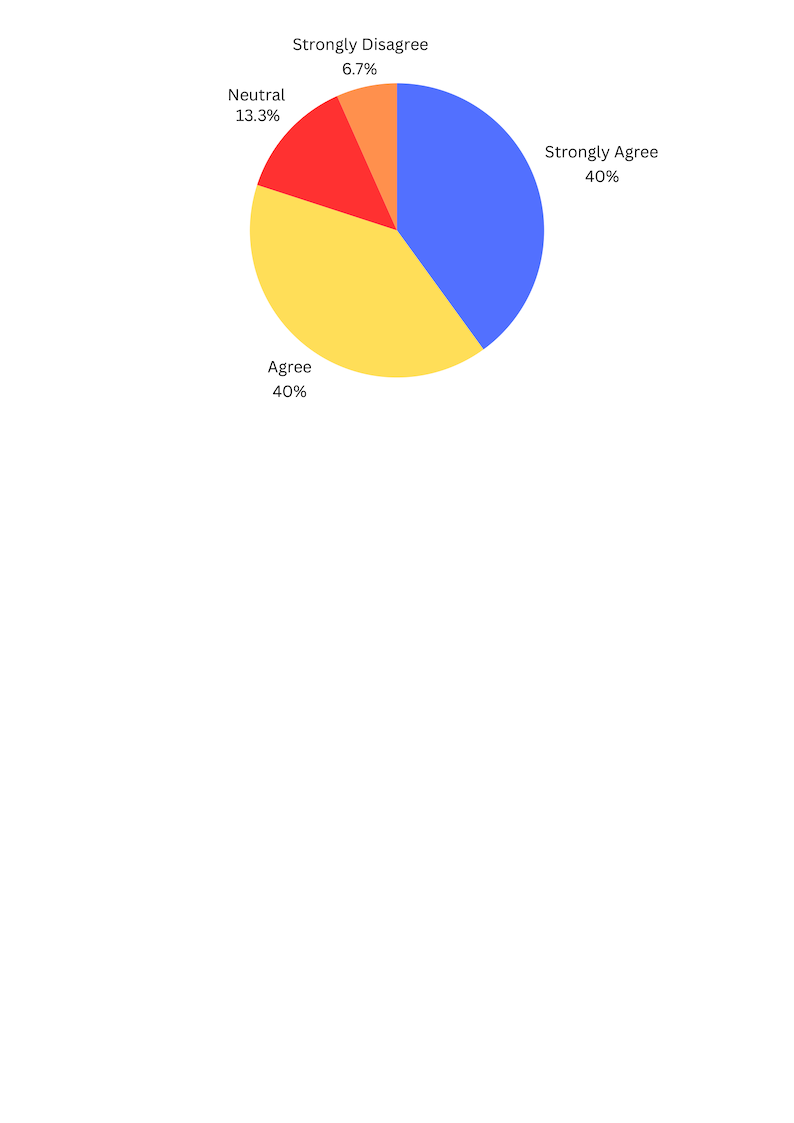 Strongly Disagree
6.7%
Neutral
13.3%
Strongly Agree
40%
Agree
40%